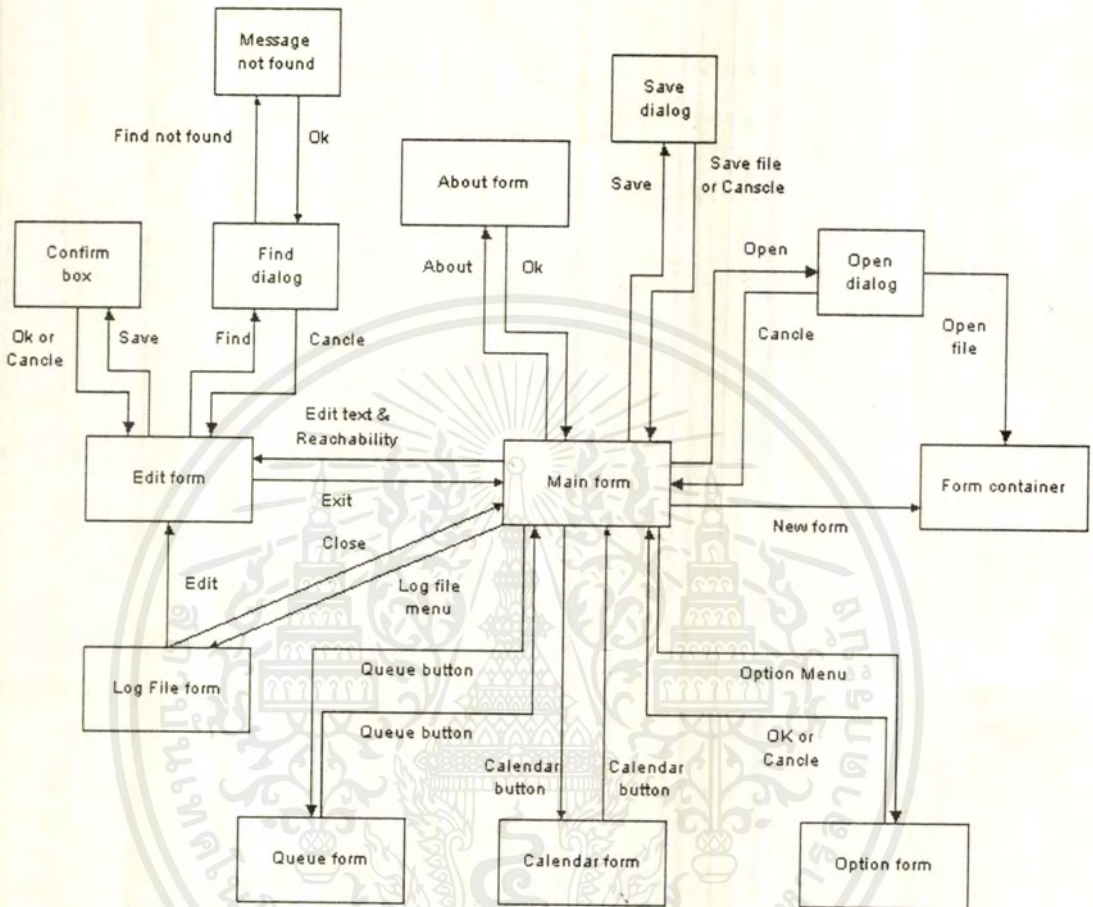 Message
not found
Save
dialog
Find not found
Ok
Save file
or Canscle
About form
Save
Confirm
box
Find
dialog
About
Ok
Open
Open
dialog
Cancle
Open
file
Ok or
Cancle
Save
Find
Cancle
Edit text &
Reachability
Edit form
Main form
Form container
Exit
New form
Close
Edit
Log file
menu
Log File form
Queue button
Option Menu
Queue button
OK or
Cancle
Calendar
button
Calendar
button
Queue form
Calendar form
Option form